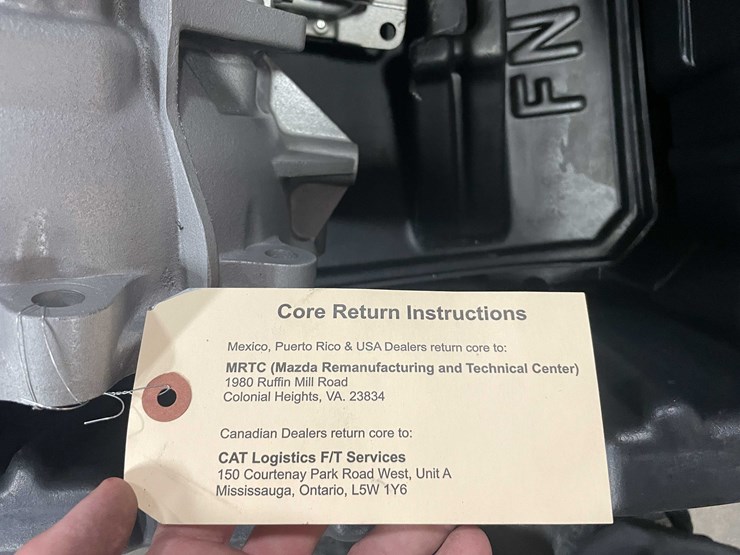 FN
Core Return Instructions
Mexico, Puerto Rico & USA Dealers return core to:
MRTC (Mazda Remanufacturing and Technical Center)
1980 Ruffin Mill Road
Colonial Heights, VA. 23834
Canadian Dealers return core to:
CAT Logistics F/T Services
150 Courtenay Park Road West, Unit A
Mississauga, Ontario, L5W 1Y6